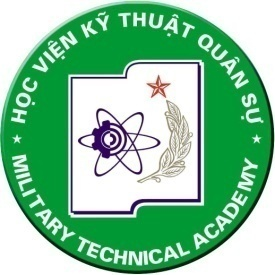 HỌC VIỆN KỸ THUẬT QUÂN SỰ
MILITARY TECHNICAL ACADEMY